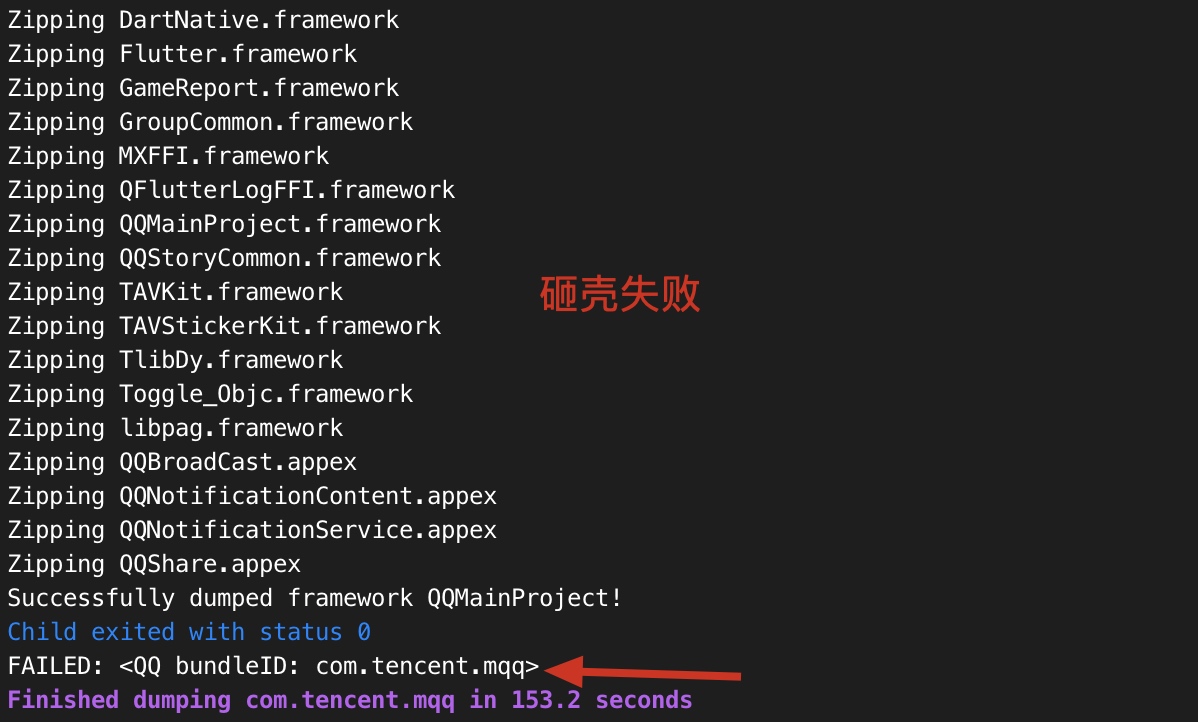 Zipping DartNative.framework
Zipping Flutter.framework
Zipping GameReport.framework
Zipping GroupCommon.framework
Zipping MXFFI.framework
Zipping QFlutterLogFFI.framework
Zipping QQMainProject.framework
Zipping QQStoryCommon.framework
Zipping TAVKit.framework
砸壳失败
Zipping TAVStickerKit.framework
Zipping TlibDy.framework
Zipping Toggle_Objc.framework
Zipping libpag.framework
Zipping QQBroadCast.appex
Zipping QQNotificationContent.appex
Zipping QQNotificationService.appex
Zipping QQShare.appex
Successfully dumped framework QQMainProject!
Child exited with status 0
FAILED: <QQ bundleID: com.tencent.mqq>
Finished dumping com.tencent.mqq in 153.2 seconds